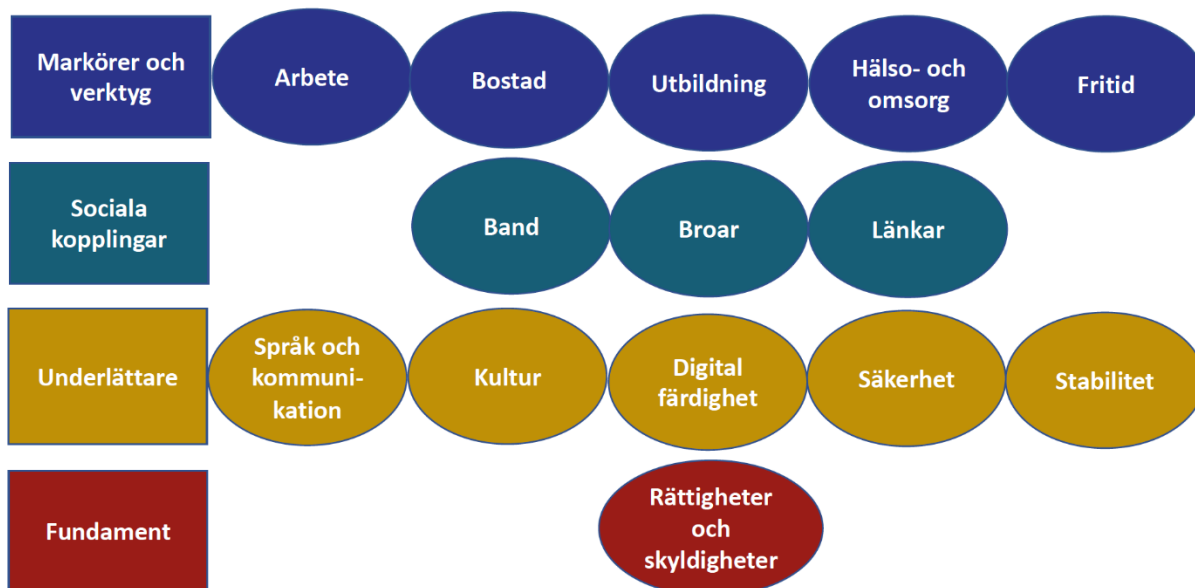 Markörer och
verktyg
Arbete
Bostad
Utbildning
Hälso- och
omsorg
Fritid
Sociala
kopplingar
Band
Broar
Länkar
Underlättare
Språk och
kommuni-
kation
Kultur
Digital
färdighet
Säkerhet
Stabilitet
Fundament
Rättigheter
och
skyldigheter